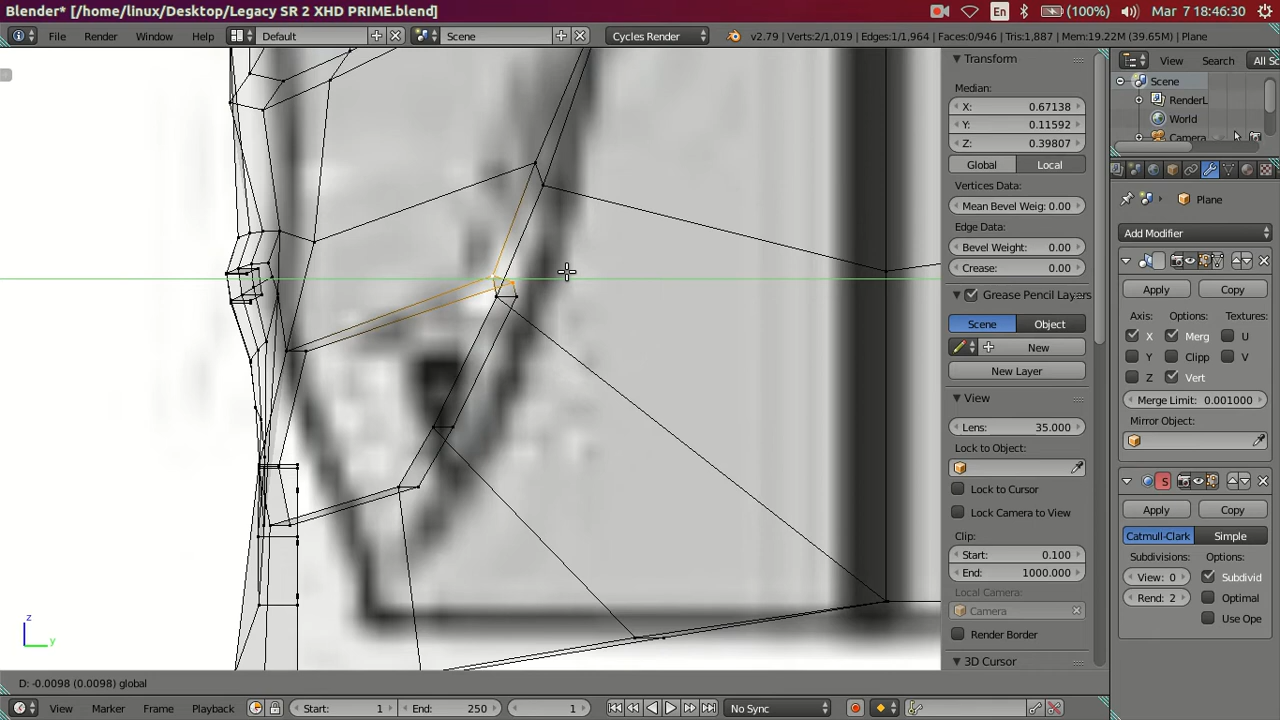 Blender* [/home/linux/Desktop/Legacy SR 2 XHD PRIME.blend] En (100%) Mar 7 18:46:30
File Render Window Help Default Scene Cycles Render v2.79 | Verts:2/1,019 | Edges:1/1,964 | Faces:0/946 | Tris:1,887 | Mem:19.22M (39.65M) | Plane
View Search All Sc
Transform
Scene
Median:
RenderL
X: 0.67138
World
Y: 0.11592
Camera
Z: 0.39807
Global Local
Vertices Data:
Plane
Mean Bevel Weig: 0.00
Edge Data:
Add Modifier
Bevel Weight: 0.00
Crease: 0.00
Apply Copy
Grease Pencil Layers
Axis: Options: Textures:
Scene Object
X Merg U
New
Y Clipp V
New Layer
Z Vert
View
Merge Limit: 0.001000
Lens: 35.000
Mirror Object:
Lock to Object:
S
Lock to Cursor
Apply Copy
Lock Camera to View
Catmull-Clark Simple
Clip:
Start: 0.100
Subdivisions: Options:
End: 1000.000
View: 0 Subdivid
Local Camera:
Rend: 2 Optimal
Camera
Use Ope
Render Border
3D Cursor
z
y
D: -0.0098 (0.0098) global
View Marker Frame Playback Start: 1 End: 250 1 No Sync